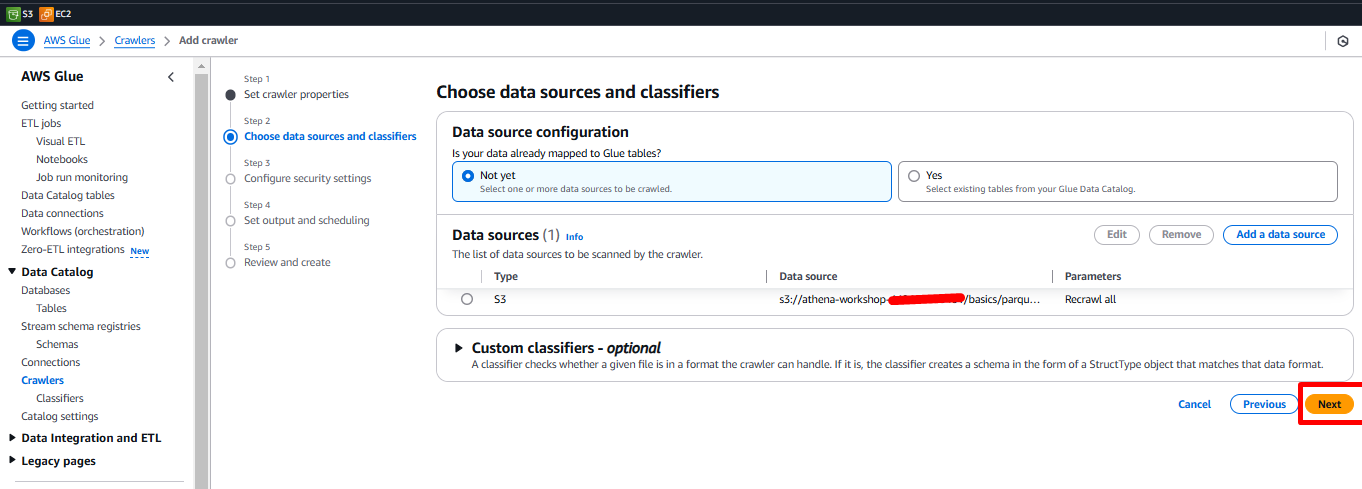 S3 EC2
AWS Glue > Crawlers > Add crawler
AWS Glue
Getting started
ETL jobs
Visual ETL
Notebooks
Job run monitoring
Data Catalog tables
Data connections
Workflows (orchestration)
Zero-ETL integrations New
Data Catalog
Databases
Tables
Stream schema registries
Schemas
Connections
Crawlers
Classifiers
Catalog settings
Data Integration and ETL
Legacy pages
Step 1
Set crawler properties
Step 2
Choose data sources and classifiers
Step 3
Configure security settings
Step 4
Set output and scheduling
Step 5
Review and create
Choose data sources and classifiers
Data source configuration
Is your data already mapped to Glue tables?
Not yet
Select one or more data sources to be crawled.
Yes
Select existing tables from your Glue Data Catalog.
Data sources (1) Info
Edit Remove Add a data source
The list of data sources to be scanned by the crawler.
Type Data source Parameters
S3 s3://athena-workshop- /basics/parqu... Recrawl all
Custom classifiers - optional
A classifier checks whether a given file is in a format the crawler can handle. If it is, the classifier creates a schema in the form of a StructType object that matches that data format.
Cancel Previous Next